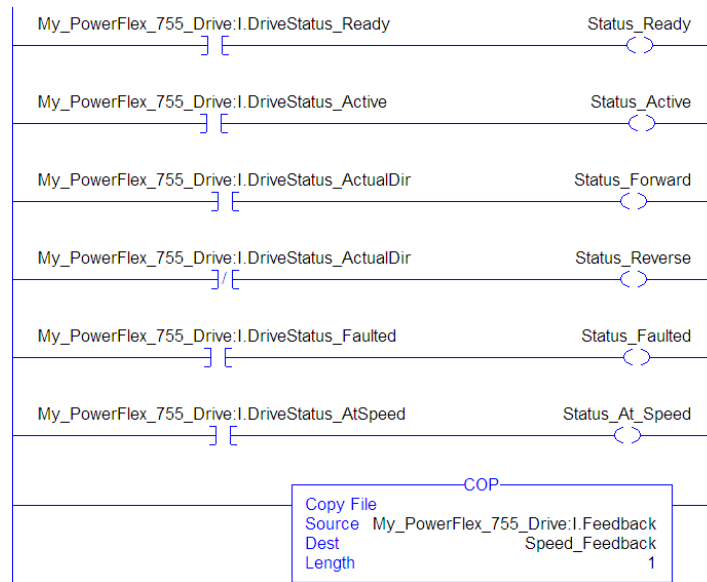 My_PowerFlex_755_Drive:I.DriveStatus_Ready Status_Ready
My_PowerFlex_755_Drive:I.DriveStatus_Active Status_Active
My_PowerFlex_755_Drive:I.DriveStatus_ActualDir Status_Forward
My_PowerFlex_755_Drive:I.DriveStatus_ActualDir Status_Reverse
My_PowerFlex_755_Drive:I.DriveStatus_Faulted Status_Faulted
My_PowerFlex_755_Drive:I.DriveStatus_AtSpeed Status_At_Speed
COP
Copy File
Source My_PowerFlex_755_Drive:I.Feedback
Dest Speed_Feedback
Length 1